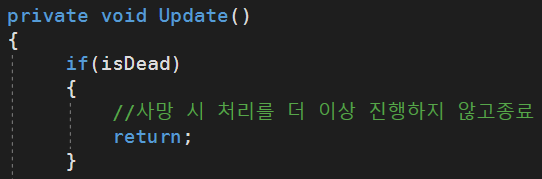 private void Update()
{
if(isDead)
{
//사망 시 처리를 더 이상 진행하지 않고종료
return;
}